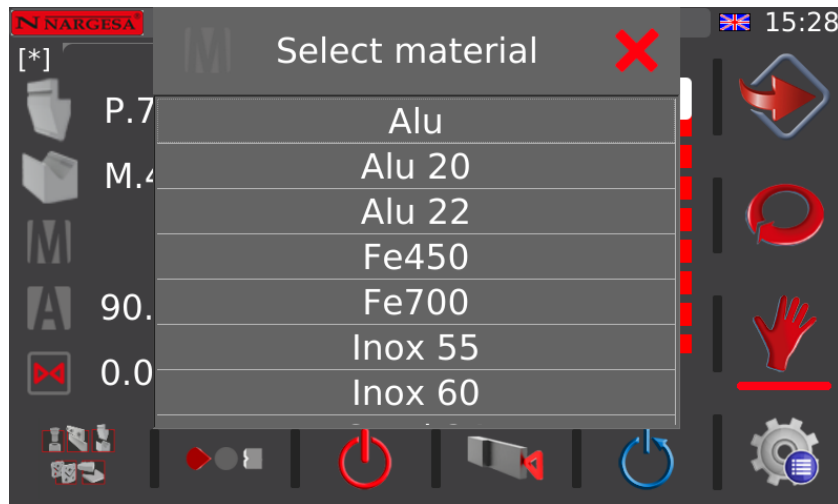 N NARGESA
Select material
15:28
[*]
P.7
M.4
M
A
90.
0.0
Alu
Alu 20
Alu 22
Fe450
Fe700
Inox 55
Inox 60